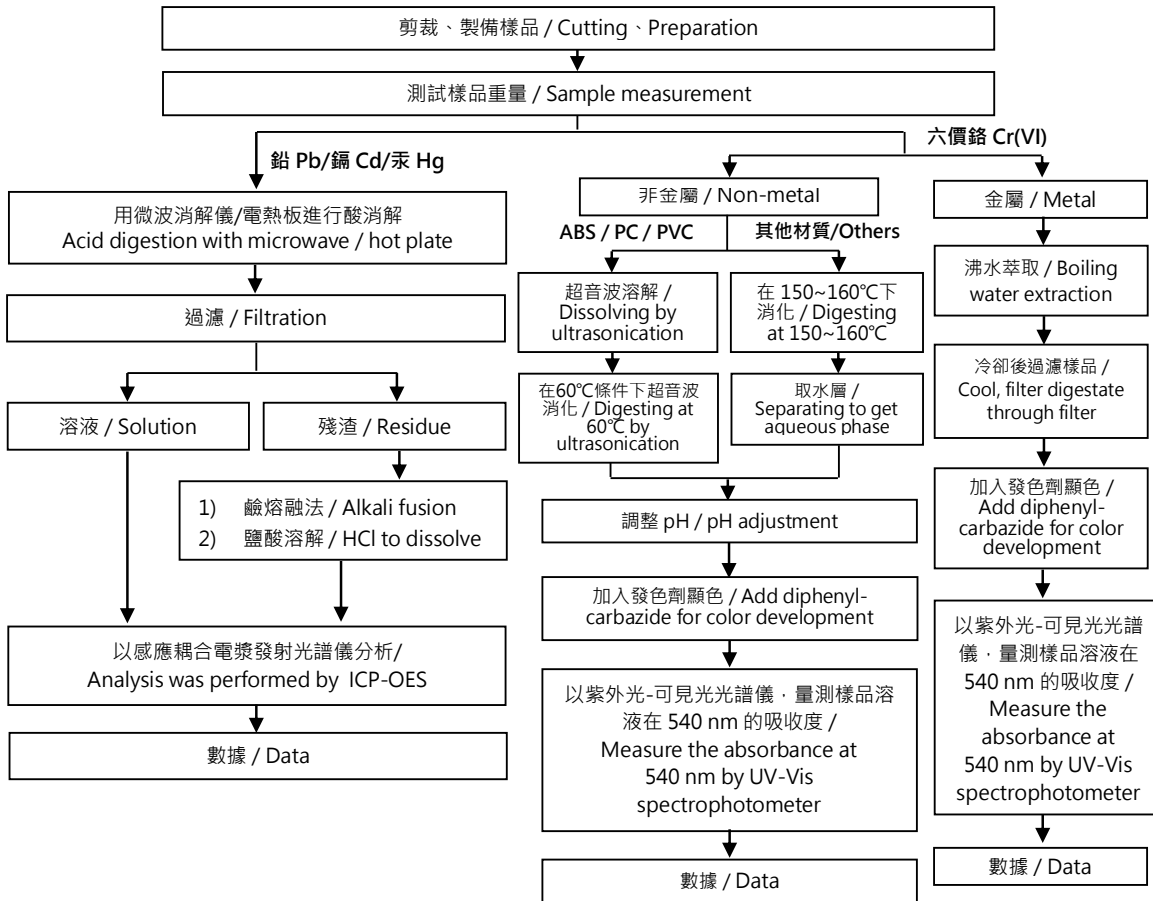 剪裁、製備樣品 / Cutting、Preparation
測試樣品重量 / Sample measurement
鉛 Pb/鎘 Cd/汞 Hg
用微波消解儀/電熱板進行酸消解
Acid digestion with microwave / hot plate
過濾 / Filtration
溶液 / Solution
殘渣 / Residue
1) 鹼熔融法 / Alkali fusion
2) 鹽酸溶解 / HCl to dissolve
以感應耦合電漿發射光譜儀分析/
Analysis was performed by ICP-OES
數據 / Data
六價鉻 Cr(VI)
非金屬 / Non-metal
ABS / PC / PVC
超音波溶解 /
Dissolving by
ultrasonication
在60℃條件下超音波
消化 / Digesting at
60℃ by
ultrasonication
其他材質/Others
在 150~160℃下
消化 / Digesting
at 150~160℃
取水層 /
Separating to get
aqueous phase
調整 pH / pH adjustment
加入發色劑顯色 / Add diphenyl-
carbazide for color development
以紫外光-可見光光譜儀，量測樣品溶
液在 540 nm 的吸收度 /
Measure the absorbance at
540 nm by UV-Vis
spectrophotometer
數據 / Data
金屬 / Metal
沸水萃取 / Boiling
water extraction
冷卻後過濾樣品 /
Cool, filter digestate
through filter
加入發色劑顯色 /
Add diphenyl-
carbazide for color
development
以紫外光-可見光光譜
儀，量測樣品溶液在
540 nm 的吸收度 /
Measure the
absorbance at
540 nm by UV-Vis
spectrophotometer
數據 / Data